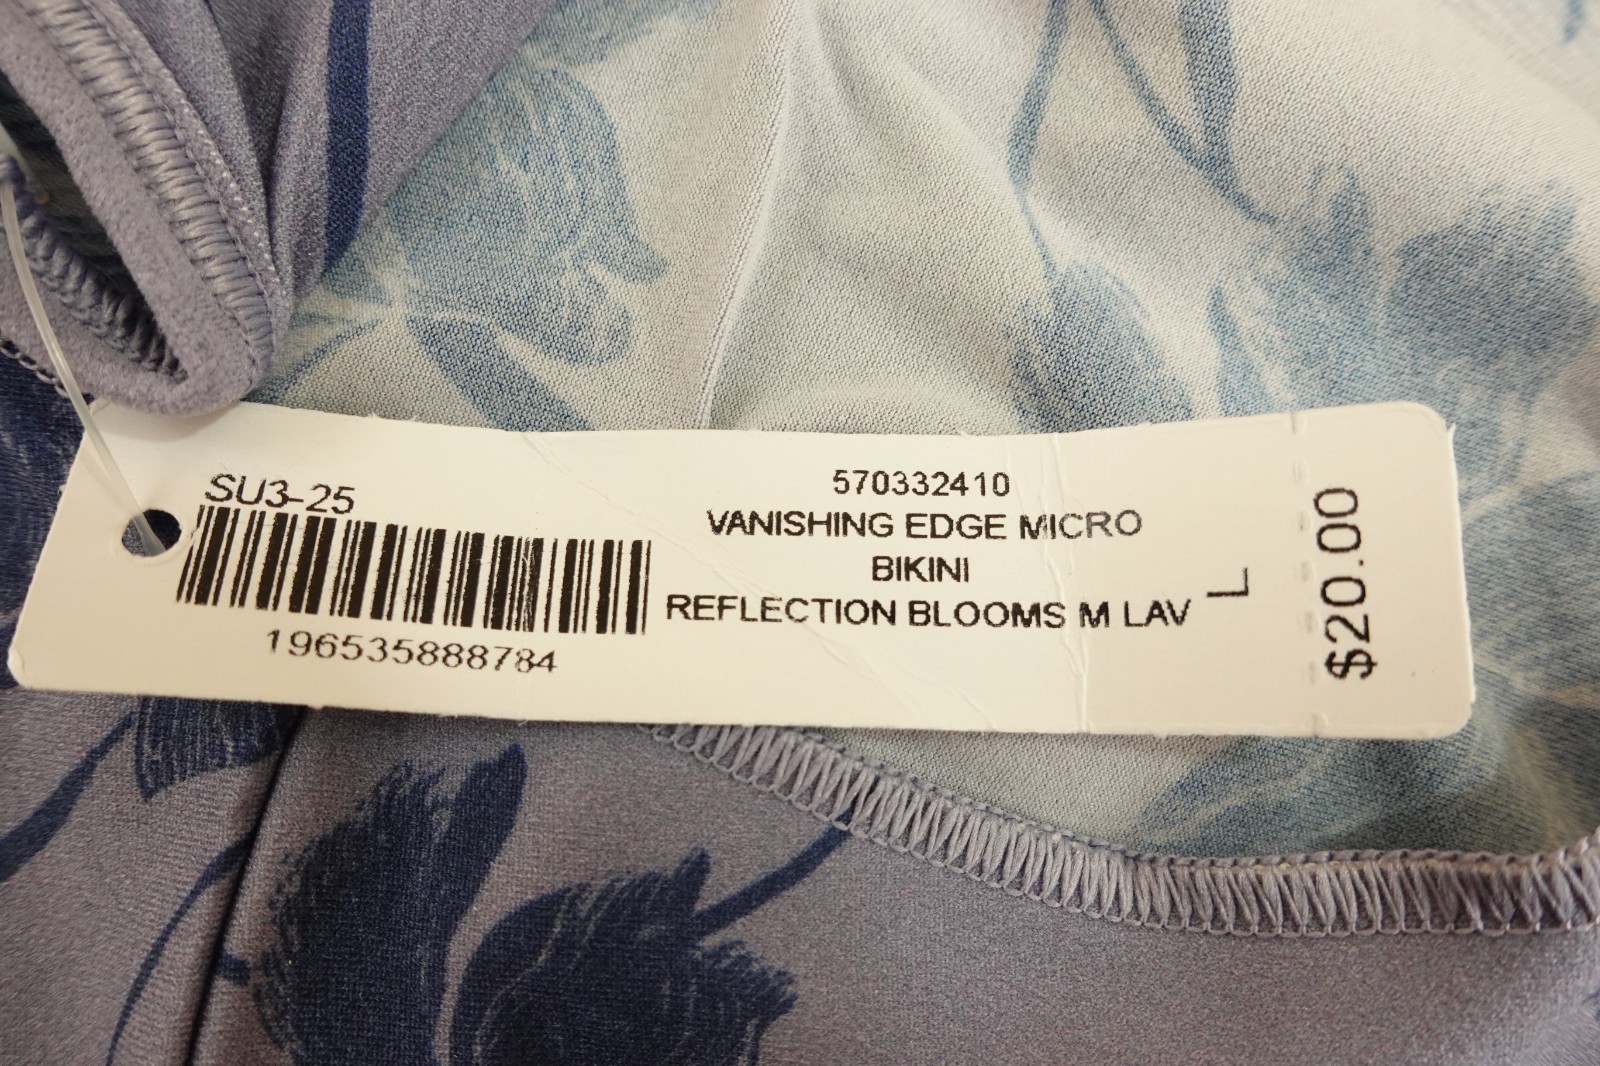 SU3-25
196535888784
570332410
VANISHING EDGE MICRO
BIKINI
REFLECTION BLOOMS M LAV
L
$20.00